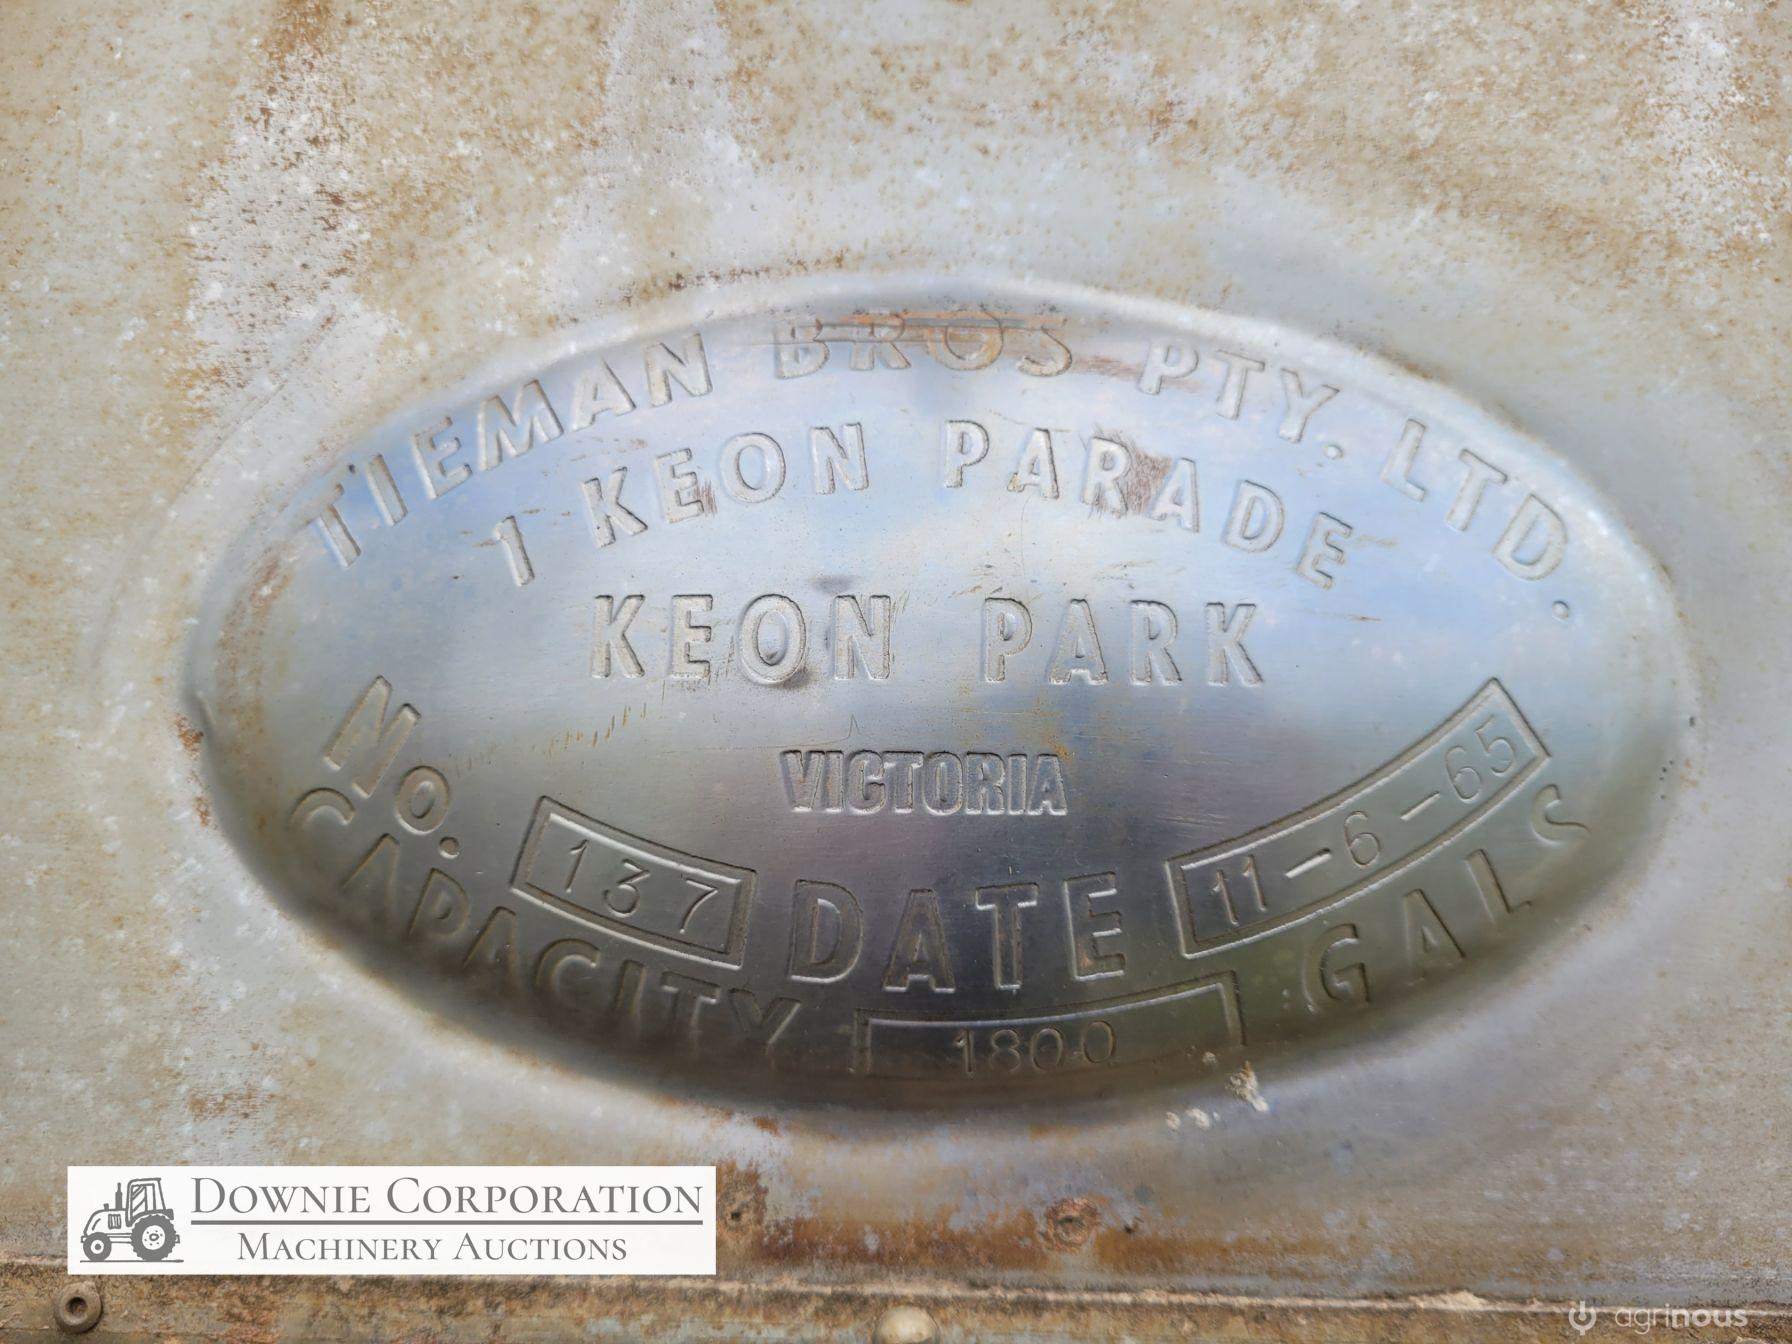 TIEMAN BROS PTY. LTD.
1 KEON PARADE
KEON PARK
VICTORIA
No. 137 DATE 11-6-65
CAPACITY 1800 GALS
DOWNIE CORPORATION
MACHINERY AUCTIONS
agrinous